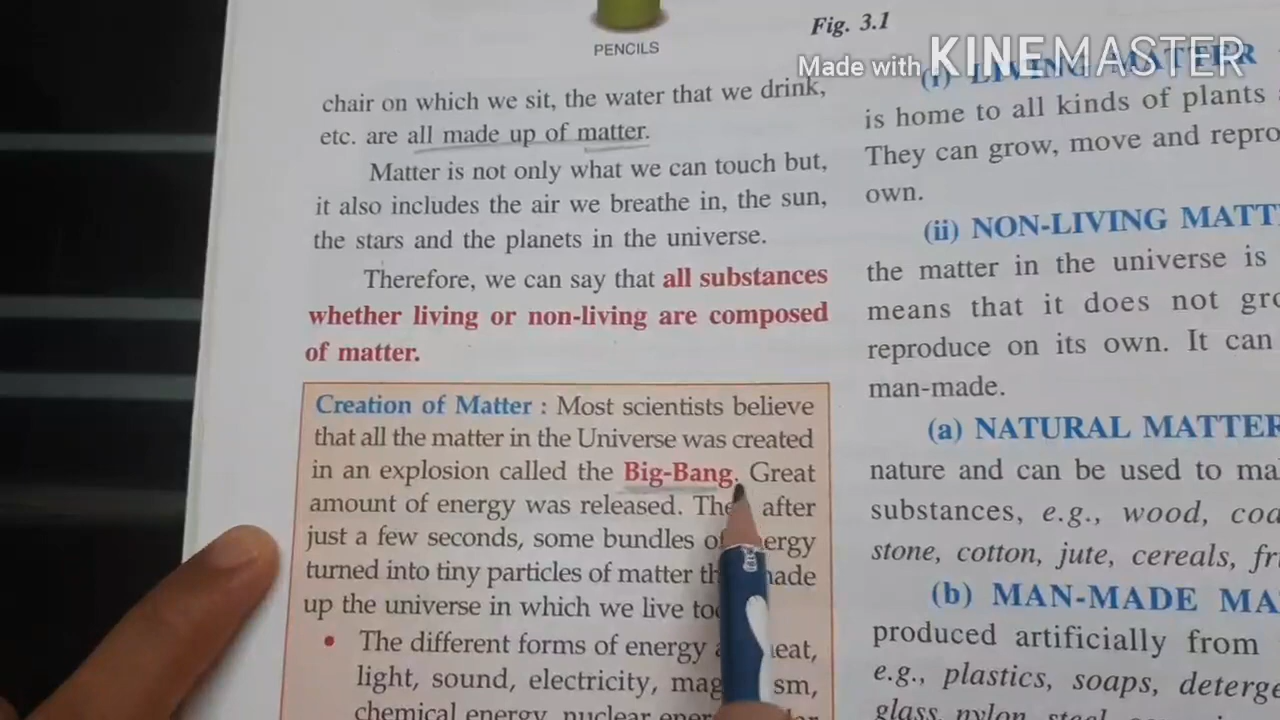 PENCILS
Fig. 3.1
Made with KINEMASTER
chair on which we sit, the water that we drink,
etc. are all made up of matter.
Matter is not only what we can touch but,
it also includes the air we breathe in, the sun,
the stars and the planets in the universe.
Therefore, we can say that all substances
whether living or non-living are composed
of matter.
Creation of Matter : Most scientists believe
that all the matter in the Universe was created
in an explosion called the Big-Bang. Great
amount of energy was released. The after
just a few seconds, some bundles of
turned into tiny particles of matter
up the universe in which we live
• The different forms of energy
light, sound, electricity,
chemical energy, nuclear
(i) LIVING MATTER
is home to all kinds of plants
They can grow, move and repro
own.
(ii) NON-LIVING MATT
the matter in the universe is
means that it does not gro
reproduce on its own. It can
man-made.
(a) NATURAL MATTER
nature and can be used to ma
substances, e.g., wood, coa
stone, cotton, jute, cereals, fr
(b) MAN-MADE MA
produced artificially from
e.g., plastics, soaps, deterge
glass, nylon, steel